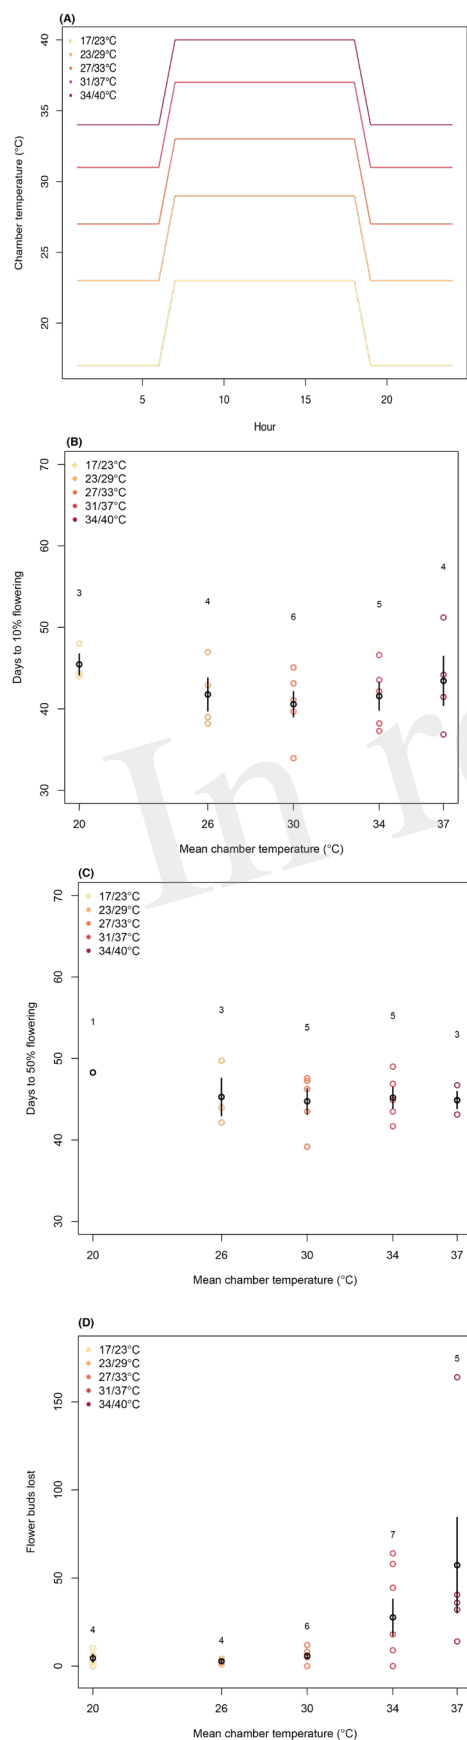 (A)
17/23°C
23/29°C
27/33°C
31/37°C
34/40°C
40
35
30
25
20
Chamber temperature (°C)
5 10 15 20
Hour
(B)
17/23°C
23/29°C
27/33°C
31/37°C
34/40°C
70
60
50
40
30
Days to 10% flowering
3 4 6 5 4
20 26 30 34 37
Mean chamber temperature (°C)
(C)
17/23°C
23/29°C
27/33°C
31/37°C
34/40°C
70
60
50
40
30
Days to 50% flowering
1 3 5 5 3
20 26 30 34 37
Mean chamber temperature (°C)
(D)
17/23°C
23/29°C
27/33°C
31/37°C
34/40°C
150
100
50
0
Flower buds lost
4 4 6 7 5
20 26 30 34 37
Mean chamber temperature (°C)
In re